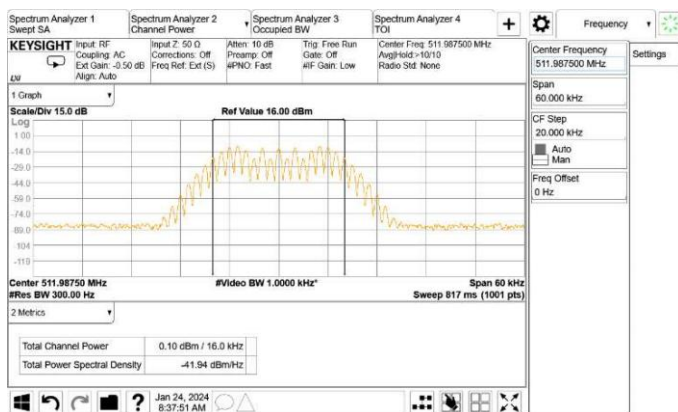 Spectrum Analyzer 1
Swept SA
Spectrum Analyzer 2
Channel Power
Spectrum Analyzer 3
Occupied BW
Spectrum Analyzer 4
TOI
+
Frequency
KEYSIGHT
Input: RF
Coupling: AC
Ext Gain: -0.50 dB
Align: Auto
Input Z: 50 Ω
Corrections: Off
Freq Ref: Ext (S)
Atten: 10 dB
Preamp: Off
#PNO: Fast
Trig: Free Run
Gate: Off
#IF Gain: Low
Center Freq: 511.987500 MHz
Avg|Hold:>10/10
Radio Std: None
LXI
1 Graph
Scale/Div 15.0 dB
Ref Value 16.00 dBm
Log
1.00
-14.0
-29.0
-44.0
-59.0
-74.0
-89.0
-104
-119
Center 511.98750 MHz
#Video BW 1.0000 kHz*
Span 60 kHz
#Res BW 300.00 Hz
Sweep 817 ms (1001 pts)
2 Metrics
Total Channel Power 0.10 dBm / 16.0 kHz
Total Power Spectral Density -41.94 dBm/Hz
Jan 24, 2024
8:37:51 AM
?
Center Frequency
511.987500 MHz
Settings
Span
60.000 kHz
CF Step
20.000 kHz
Auto
Man
Freq Offset
0 Hz